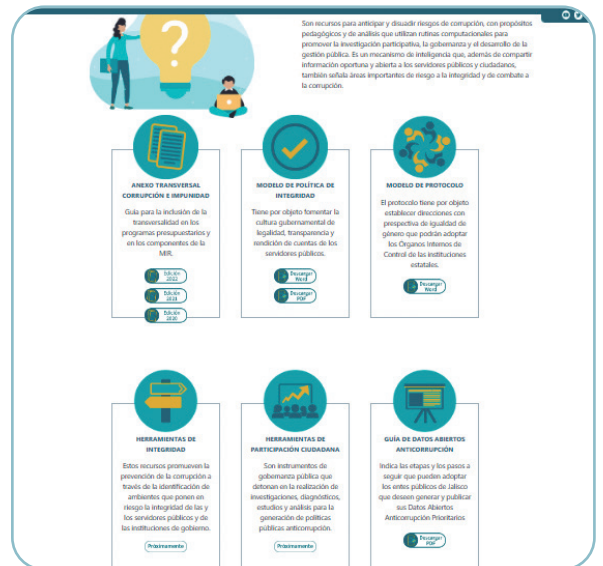 Son recursos para anticipar y disuadir riesgos de corrupción, con propósitos
pedagógicos y de análisis que utilizan rutinas computacionales para
promover la investigación participativa, la gobernanza y el desarrollo de la
gestión pública. Es un mecanismo de inteligencia que, además de compartir
información oportuna y abierta a los servidores públicos y ciudadanos,
también señala áreas importantes de riesgo a la integridad y de combate a
la corrupción.
ANEXO TRANSVERSAL
CORRUPCIÓN E IMPUNIDAD
Guía para la inclusión de la
transversalidad en los
programas presupuestarios y
en los componentes de la
MIR.
Edición
2022
Edición
Edición
MODELO DE POLÍTICA DE
INTEGRIDAD
Tiene por objeto fomentar la
cultura gubernamental de
legalidad, transparencia y
rendición de cuentas de los
servidores públicos.
Descargar
Word
Descargar
PDF
MODELO DE PROTOCOLO
El protocolo tiene por objeto
establecer direcciones con
prespectiva de igualdad de
género que podrán adoptar
los Órganos Internos de
Control de las instituciones
estatales.
Descargar
Word
HERRAMIENTAS DE
INTEGRIDAD
Estos recursos promueven la
prevención de la corrupción a
través de la identificación de
ambientes que ponen en
riesgo la integridad de las y
los servidores públicos y de
las instituciones de gobierno.
Próximamente
HERRAMIENTAS DE
PARTICIPACIÓN CIUDADANA
Son instrumentos de
gobernanza pública que
detonan en la realización de
investigaciones, diagnósticos,
estudios y análisis para la
generación de políticas
públicas anticorrupción.
Próximamente
GUÍA DE DATOS ABIERTOS
ANTICORRUPCIÓN
Indica las etapas y los pasos a
seguir que pueden adoptar
los entes públicos de Jalisco
que deseen generar y publicar
sus Datos Abiertos
Anticorrupción Prioritarios
Descargar
PDF